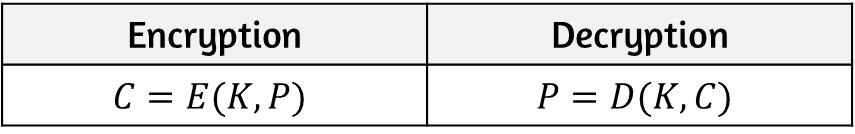 Encryption Decryption
C = E(K, P) P = D(K, C)